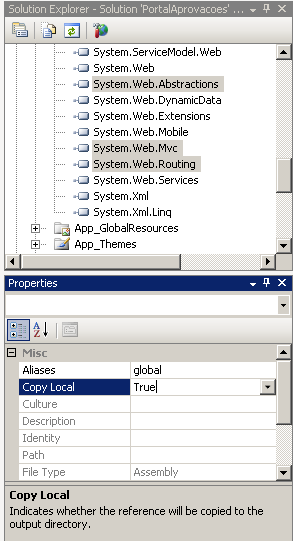 Solution Explorer - Solution 'PortalAprovacoes' ...
System.ServiceModel.Web
System.Web
System.Web.Abstractions
System.Web.DynamicData
System.Web.Extensions
System.Web.Mobile
System.Web.Mvc
System.Web.Routing
System.Web.Services
System.Xml
System.Xml.Linq
App_GlobalResources
App_Themes
Properties
Misc
Aliases global
Copy Local True
Culture
Description
Identity
Path
File Type Assembly
Copy Local
Indicates whether the reference will be copied to the
output directory.